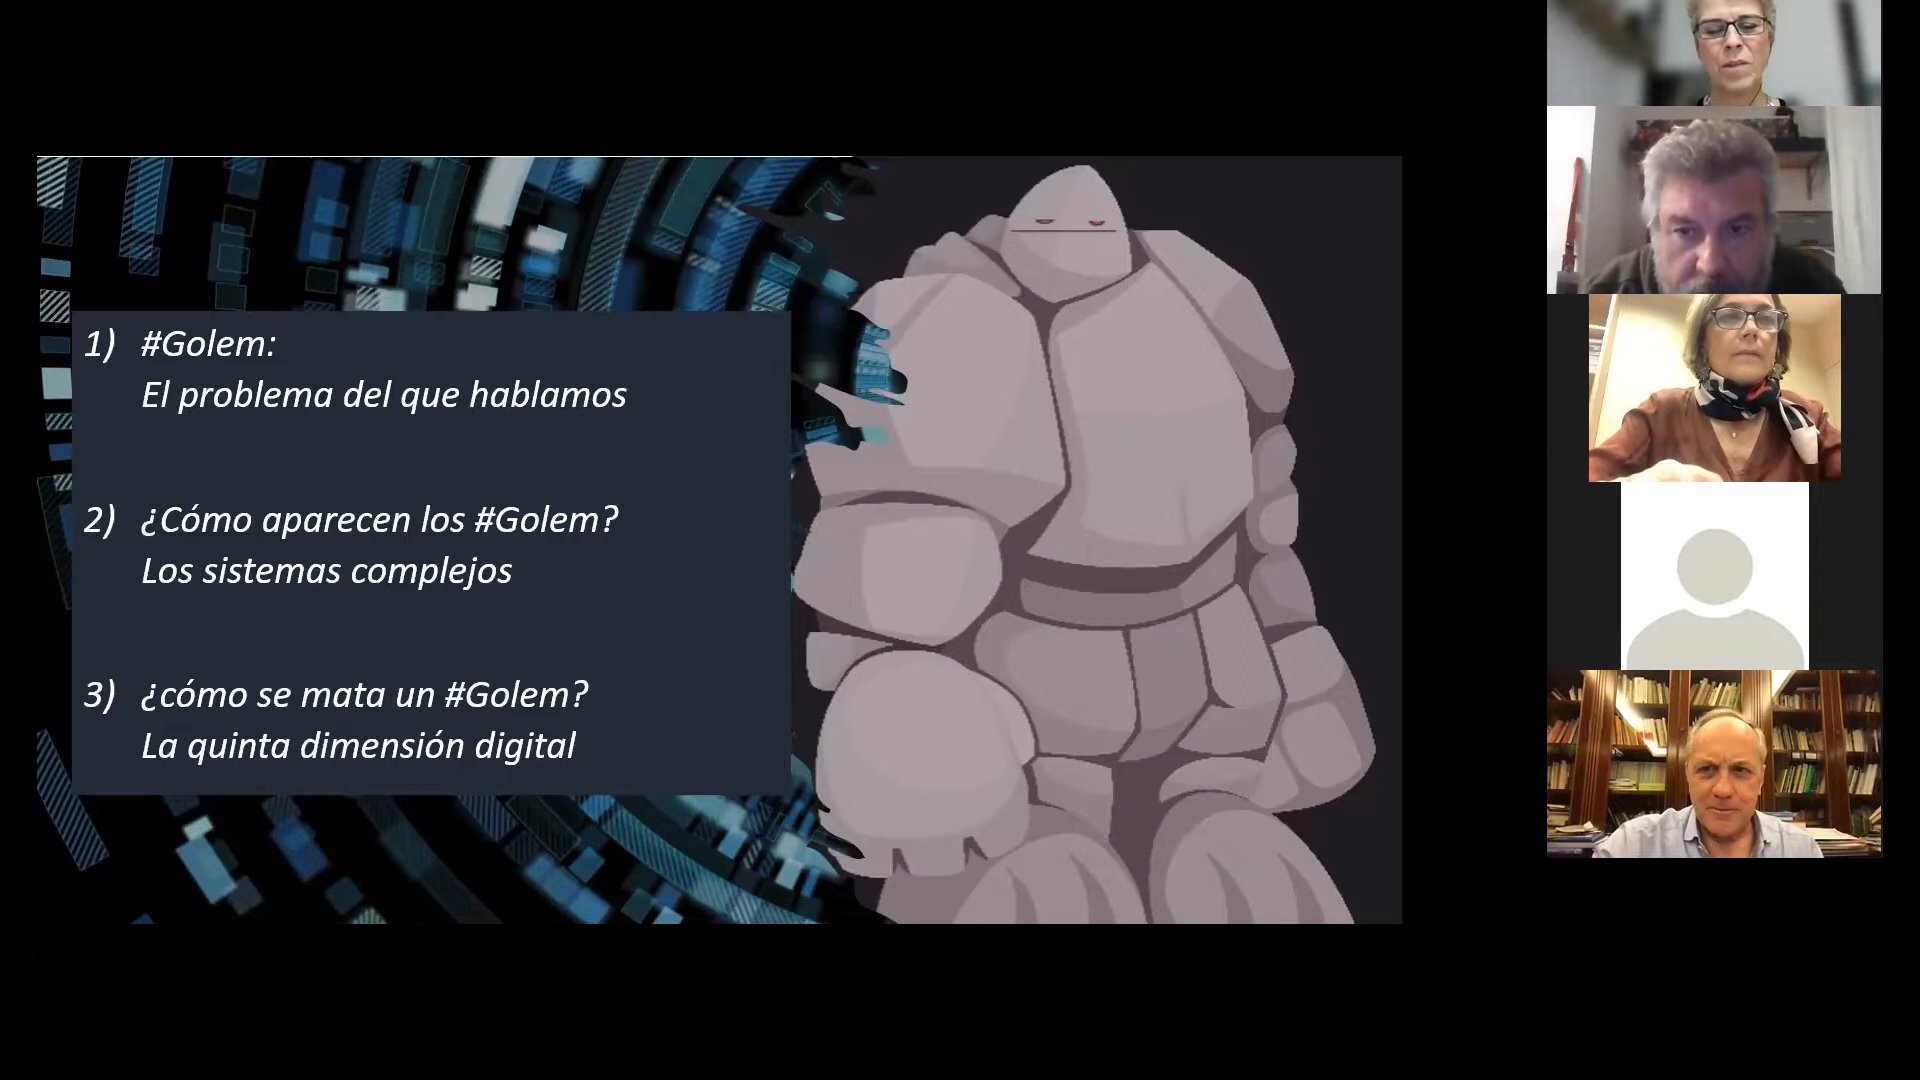 1) #Golem:
El problema del que hablamos
2) ¿Cómo aparecen los #Golem?
Los sistemas complejos
3) ¿cómo se mata un #Golem?
La quinta dimensión digital